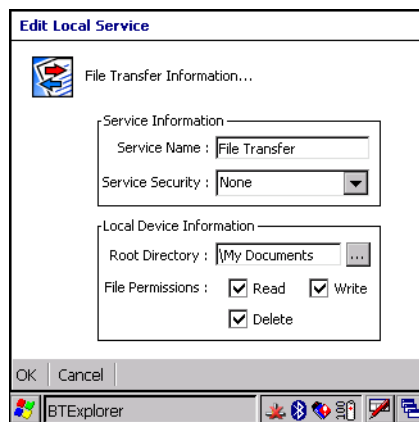 Edit Local Service
File Transfer Information...
Service Information
Service Name : File Transfer
Service Security : None
Local Device Information
Root Directory : \My Documents ...
File Permissions : Read Write
Delete
OK Cancel
BTExplorer